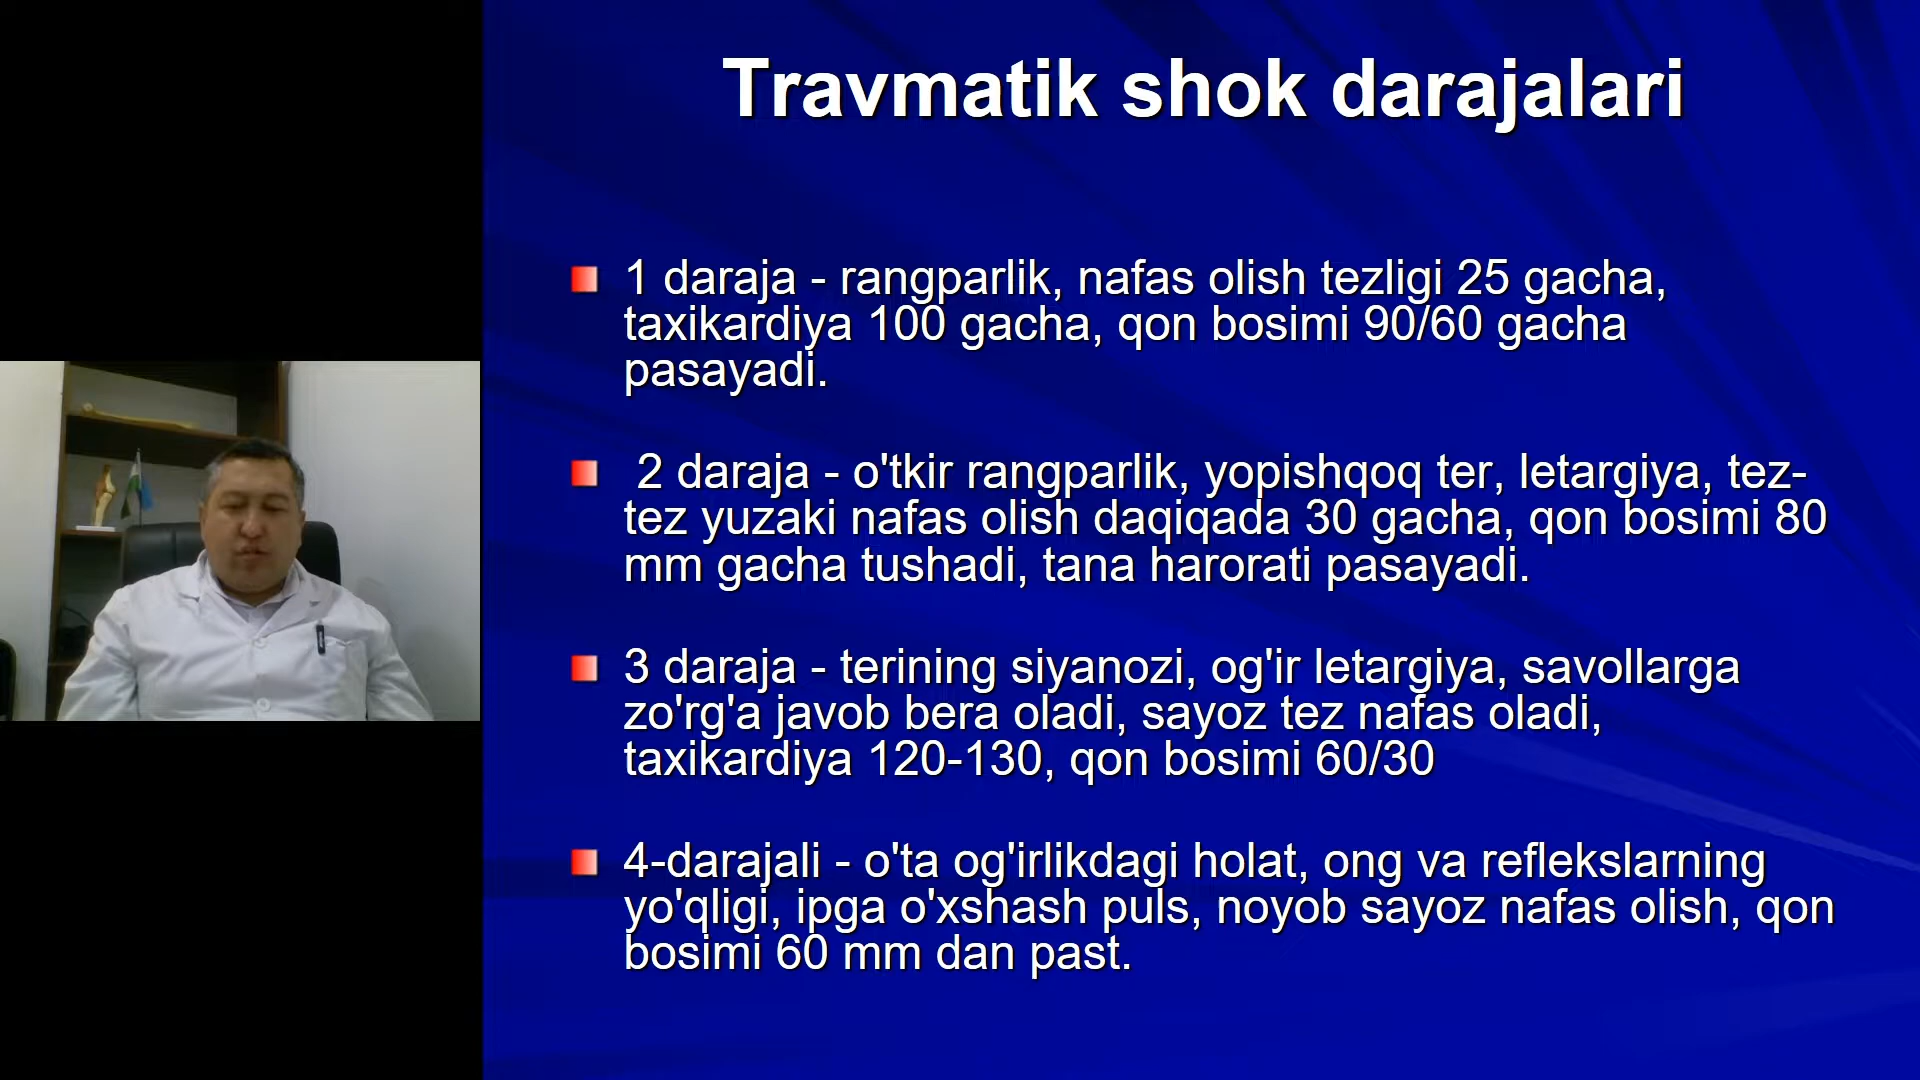 Travmatik shok darajalari
1 daraja - rangparlik, nafas olish tezligi 25 gacha,
taxikardiya 100 gacha, qon bosimi 90/60 gacha
pasayadi.
2 daraja - o'tkir rangparlik, yopishqoq ter, letargiya, tez-
tez yuzaki nafas olish daqiqada 30 gacha, qon bosimi 80
mm gacha tushadi, tana harorati pasayadi.
3 daraja - terining siyanozi, og'ir letargiya, savollarga
zo'rg'a javob bera oladi, sayoz tez nafas oladi,
taxikardiya 120-130, qon bosimi 60/30
4-darajali - o'ta og'irlikdagi holat, ong va reflekslarning
yo'qligi, ipga o'xshash puls, noyob sayoz nafas olish, qon
bosimi 60 mm dan past.